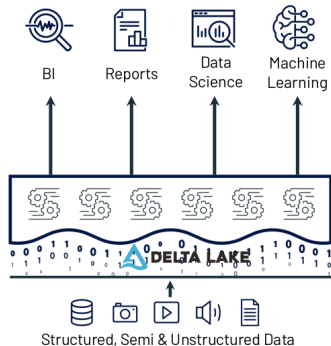 BI
Reports
Data
Science
Machine
Learning
DELTA LAKE
Structured, Semi & Unstructured Data